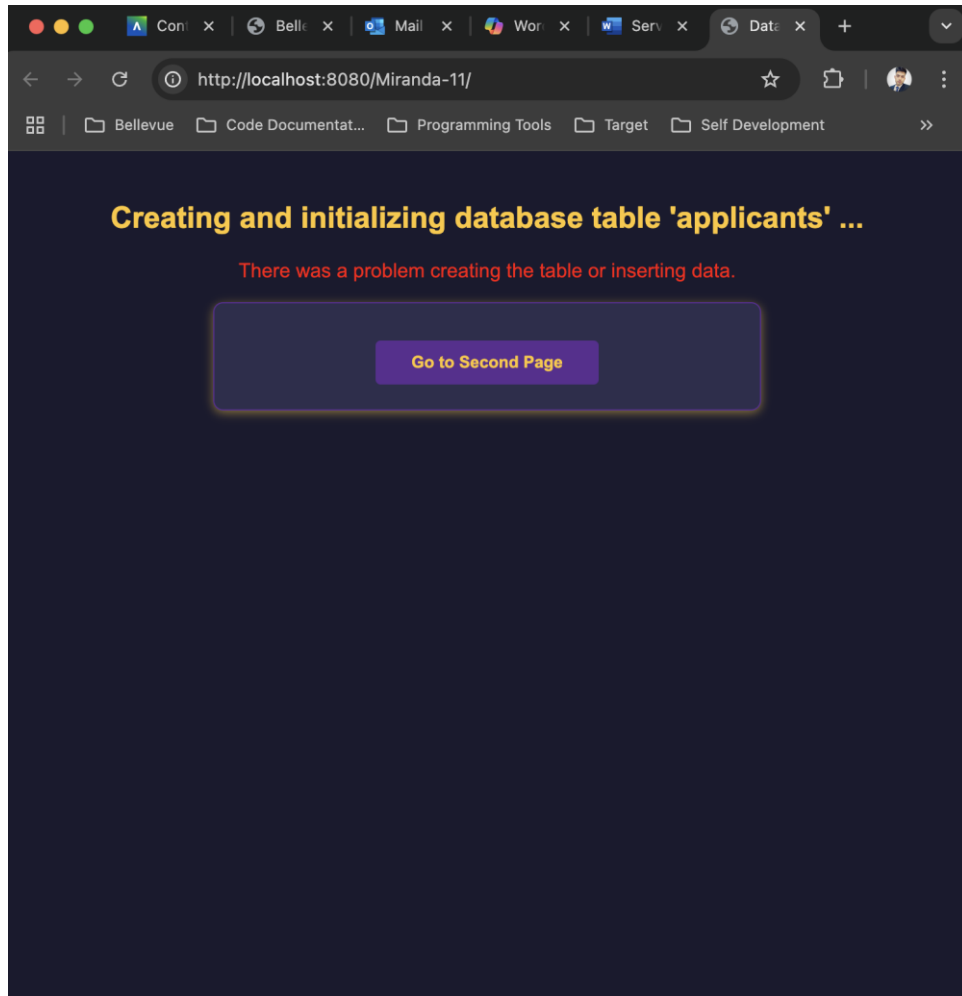 Con
Belle
Mail
Wor
Serv
Data
http://localhost:8080/Miranda-11/
Bellevue
Code Documentat...
Programming Tools
Target
Self Development
Creating and initializing database table 'applicants' ...
There was a problem creating the table or inserting data.
Go to Second Page